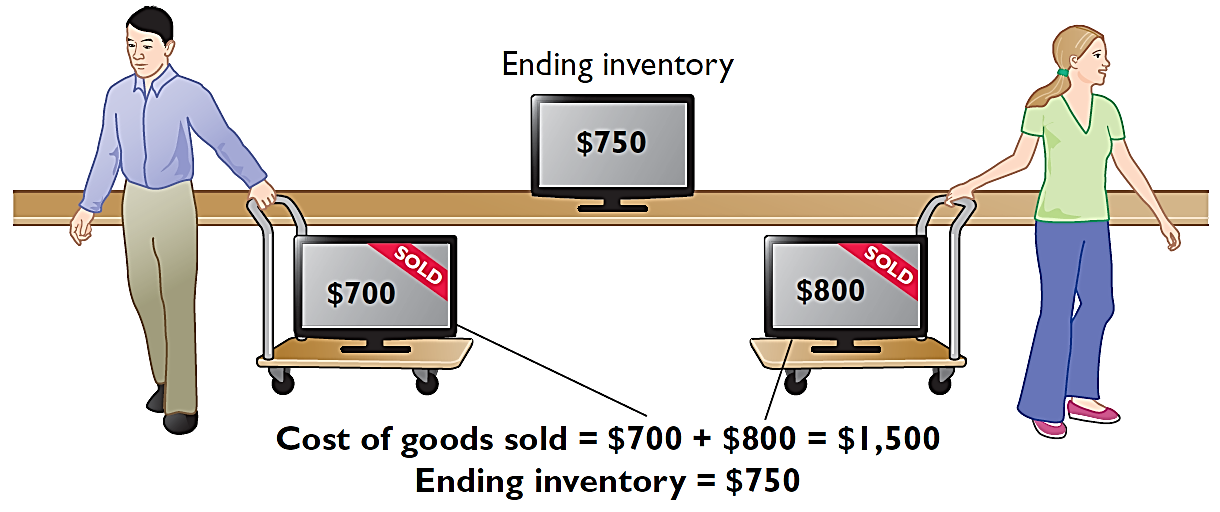 Ending inventory
$750
SOLD
$700
SOLD
$800
Cost of goods sold = $700 + $800 = $1,500
Ending inventory = $750